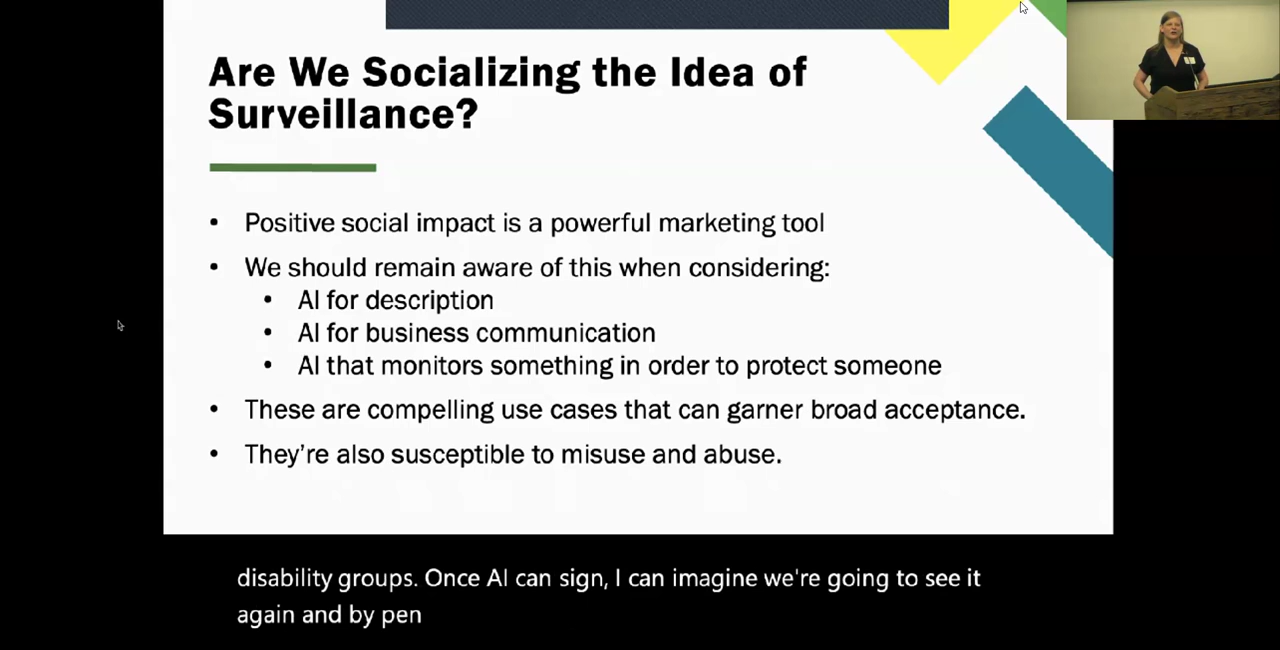 Are We Socializing the Idea of
Surveillance?
• Positive social impact is a powerful marketing tool
• We should remain aware of this when considering:
• AI for description
• AI for business communication
• AI that monitors something in order to protect someone
• These are compelling use cases that can garner broad acceptance.
• They're also susceptible to misuse and abuse.
disability groups. Once AI can sign, I can imagine we're going to see it
again and by pen